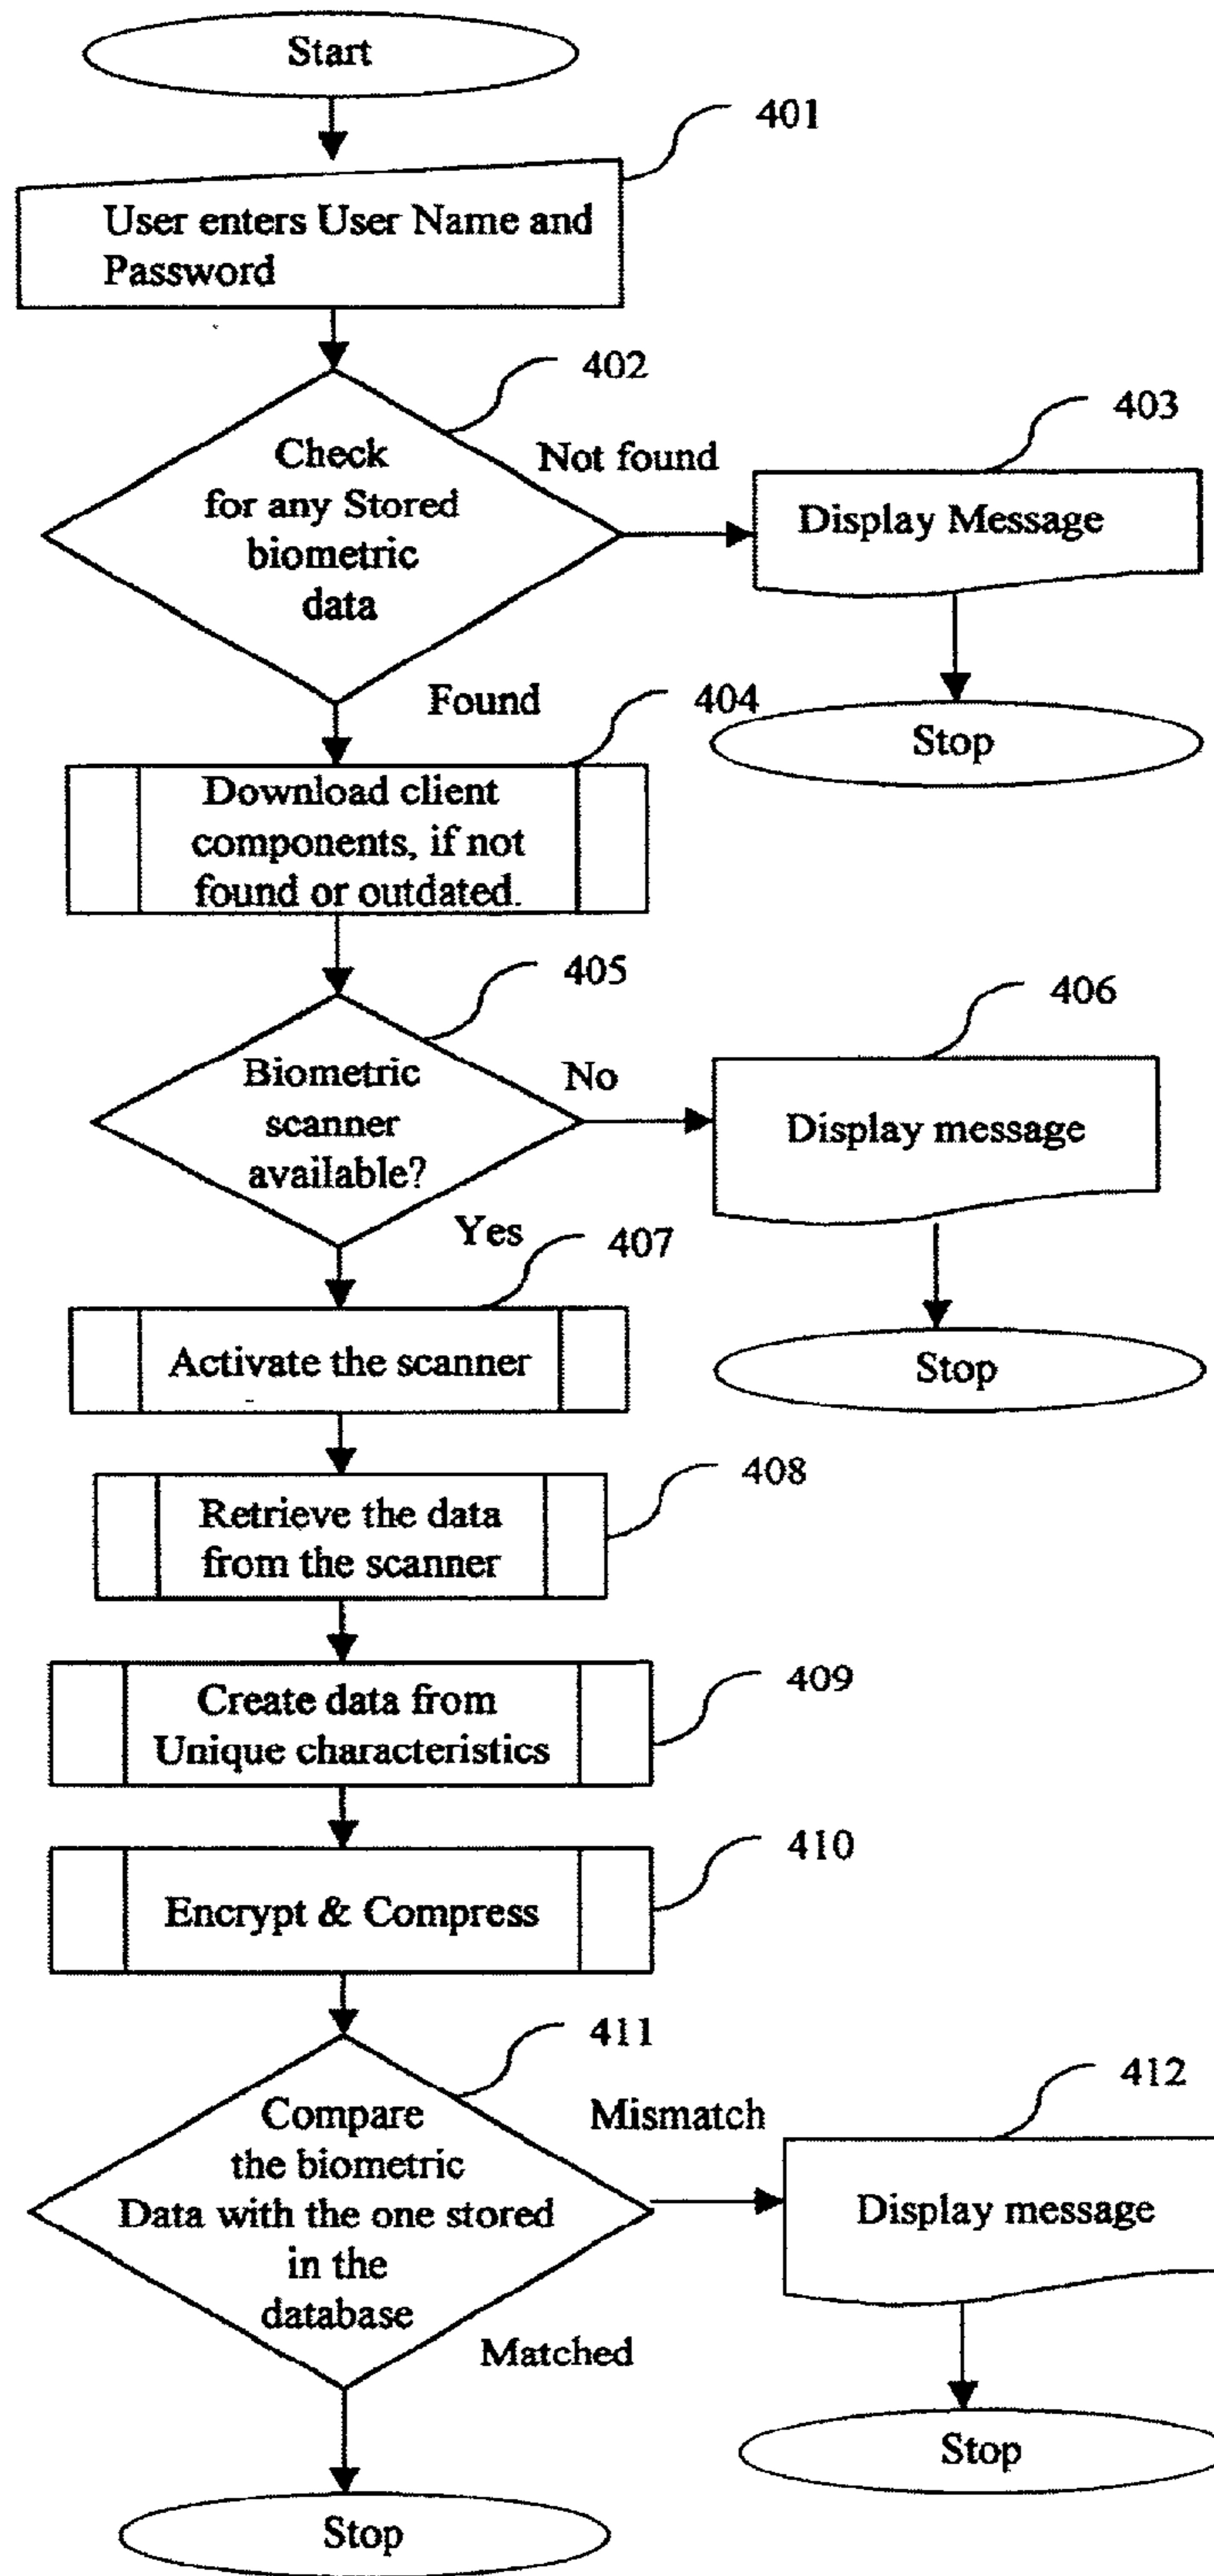 Start
401
User enters User Name and
Password
402
Check
for any Stored
biometric
data
Not found
403
Display Message
Stop
Found
404
Download client
components, if not
found or outdated.
405
Biometric
scanner
available?
No
406
Display message
Stop
Yes
407
Activate the scanner
408
Retrieve the data
from the scanner
409
Create data from
Unique characteristics
410
Encrypt & Compress
411
Compare
the biometric
Data with the one stored
in the
database
Mismatch
412
Display message
Stop
Matched
Stop